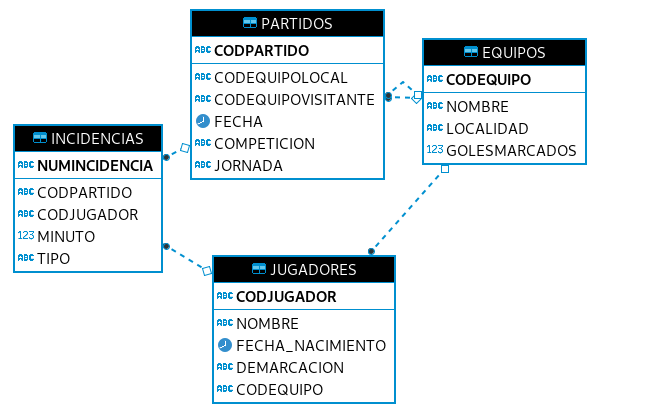 PARTIDOS
ABC CODPARTIDO
ABC CODEQUIPOLOCAL
ABC CODEQUIPOVISITANTE
FECHA
ABC COMPETICION
ABC JORNADA
EQUIPOS
ABC CODEQUIPO
ABC NOMBRE
ABC LOCALIDAD
123 GOLESMARCADOS
INCIDENCIAS
ABC NUMINCIDENCIA
ABC CODPARTIDO
ABC CODJUGADOR
123 MINUTO
ABC TIPO
JUGADORES
ABC CODJUGADOR
ABC NOMBRE
FECHA_NACIMIENTO
ABC DEMARCACION
ABC CODEQUIPO